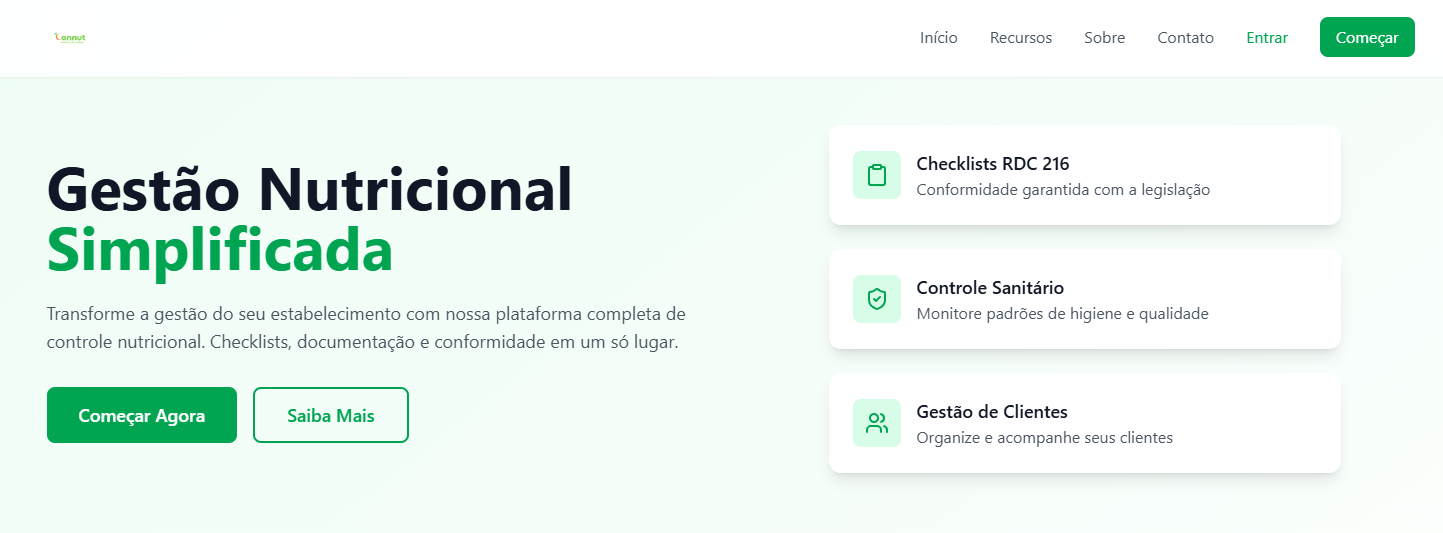 Connut
Início
Recursos
Sobre
Contato
Entrar
Começar
Gestão Nutricional
Simplificada
Transforme a gestão do seu estabelecimento com nossa plataforma completa de
controle nutricional. Checklists, documentação e conformidade em um só lugar.
Começar Agora
Saiba Mais
Checklists RDC 216
Conformidade garantida com a legislação
Controle Sanitário
Monitore padrões de higiene e qualidade
Gestão de Clientes
Organize e acompanhe seus clientes